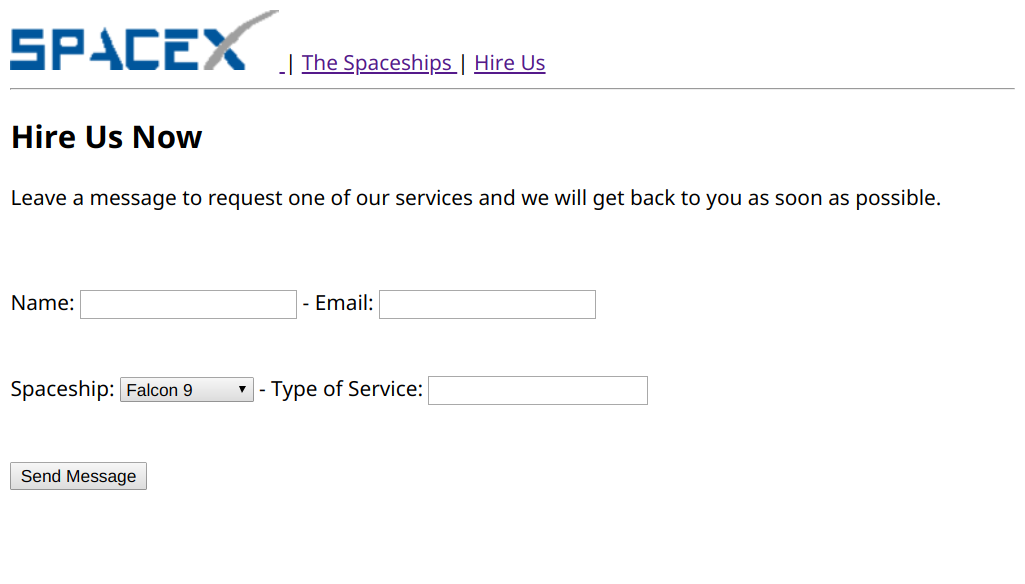 SPACEX | The Spaceships | Hire Us
Hire Us Now
Leave a message to request one of our services and we will get back to you as soon as possible.
Name: - Email:
Spaceship: Falcon 9 - Type of Service:
Send Message